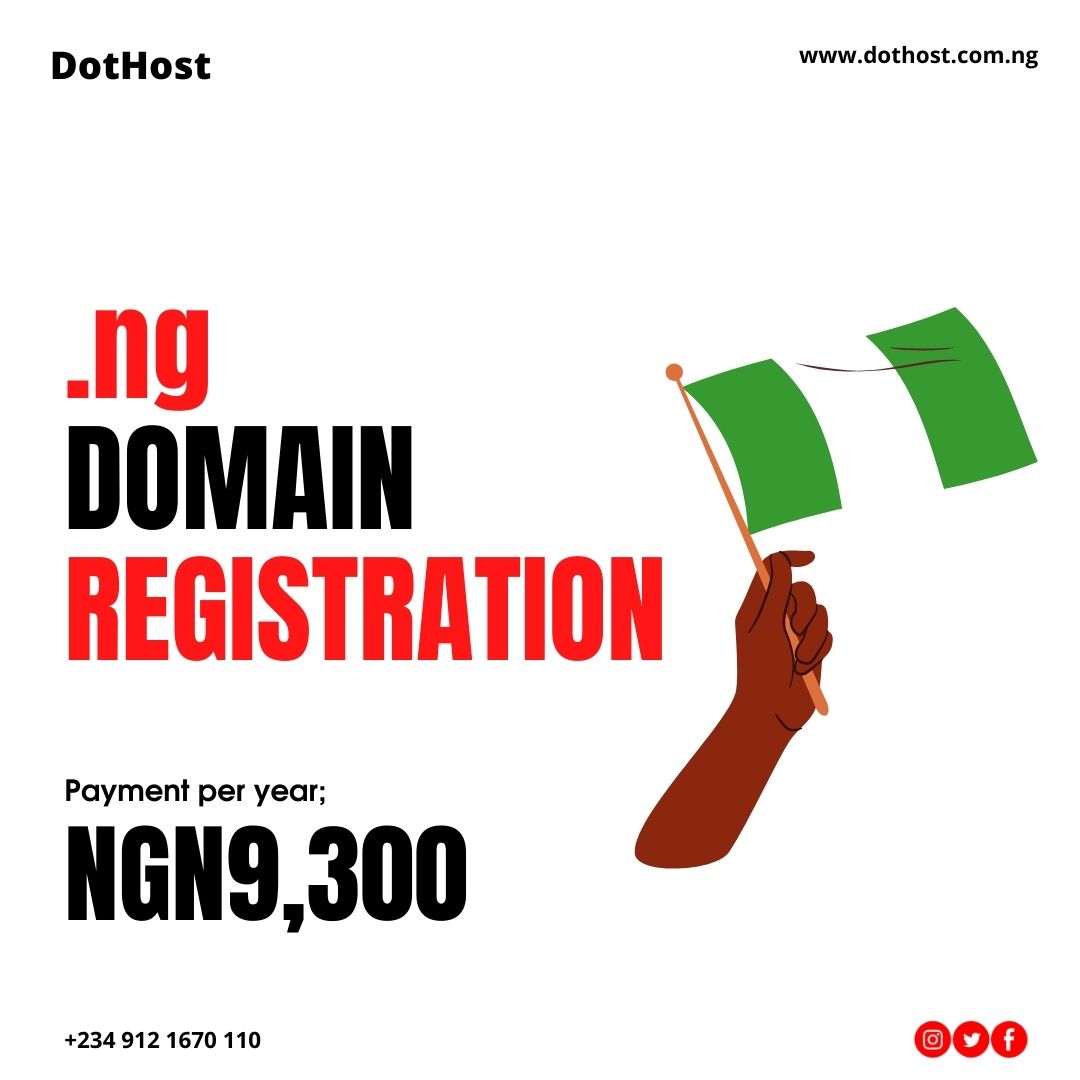 DotHost
www.dothost.com.ng
.ng
DOMAIN
REGISTRATION
Payment per year;
NGN9,300
+234 912 1670 110